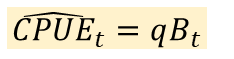 $\widehat{CPUE}_t = qB_t$